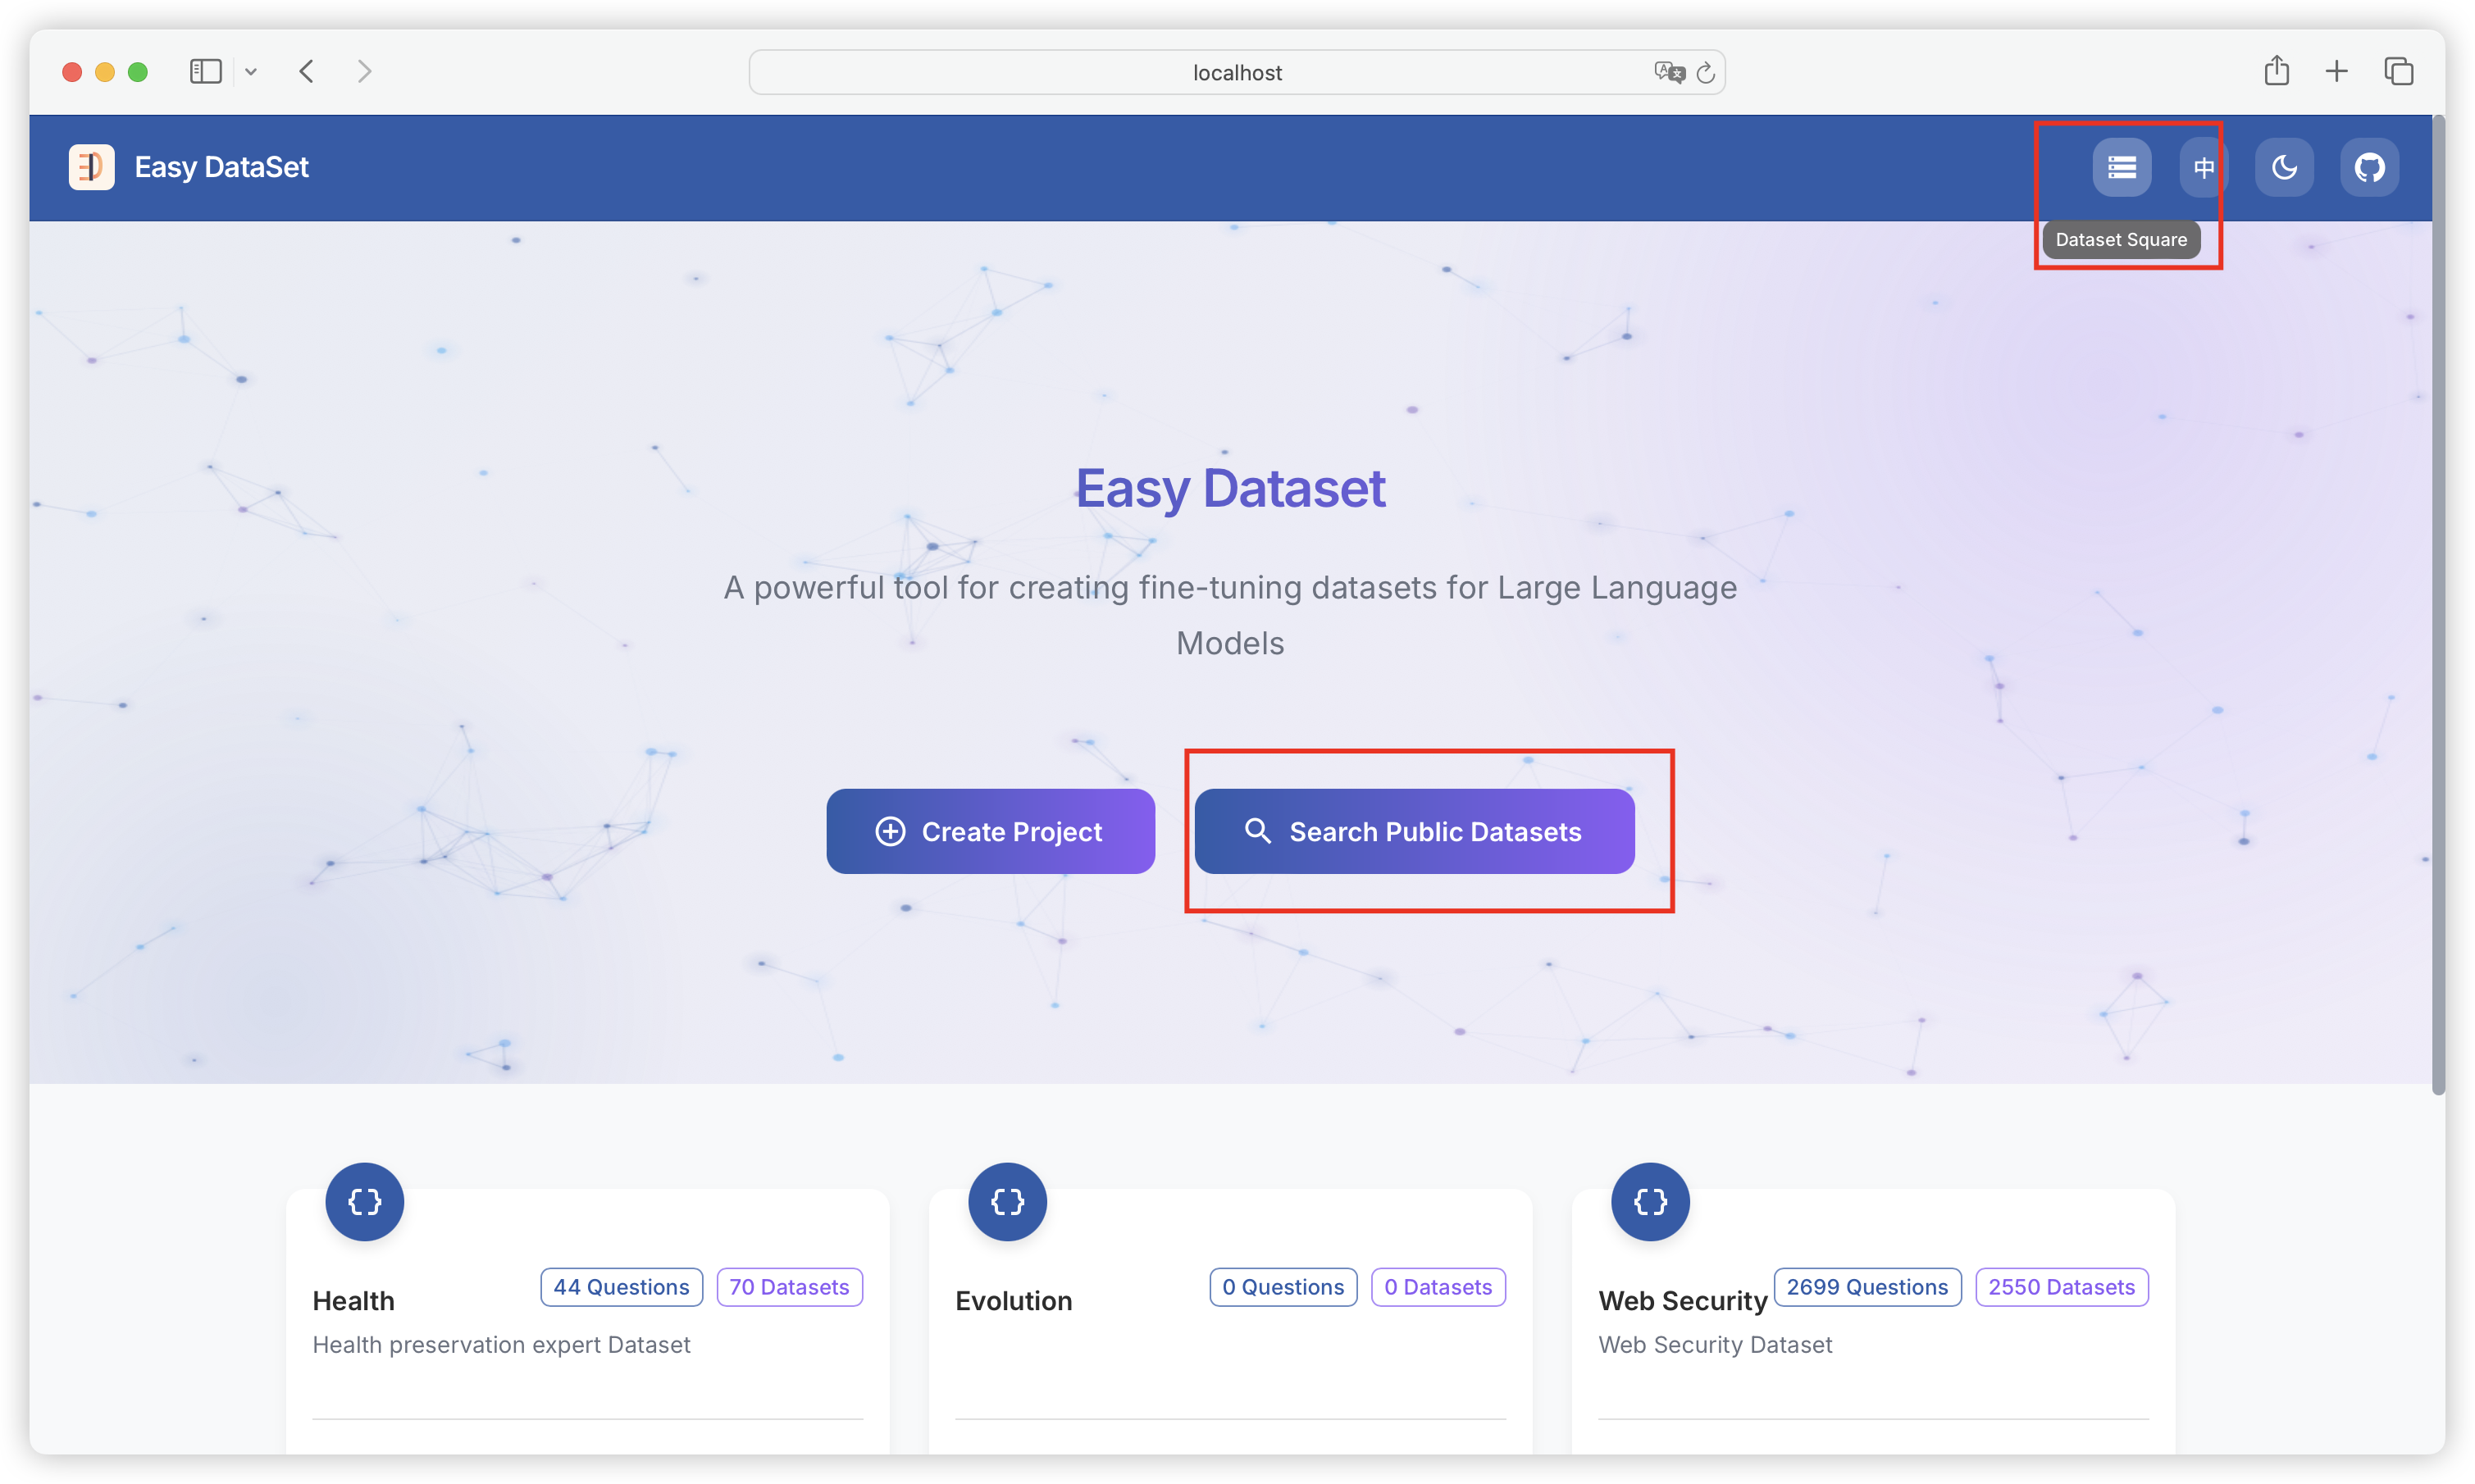 localhost
Easy DataSet
中
Dataset Square
Easy Dataset
A powerful tool for creating fine-tuning datasets for Large Language
Models
Create Project
Search Public Datasets
Health
44 Questions
70 Datasets
Health preservation expert Dataset
Evolution
0 Questions
0 Datasets
Web Security
2699 Questions
2550 Datasets
Web Security Dataset